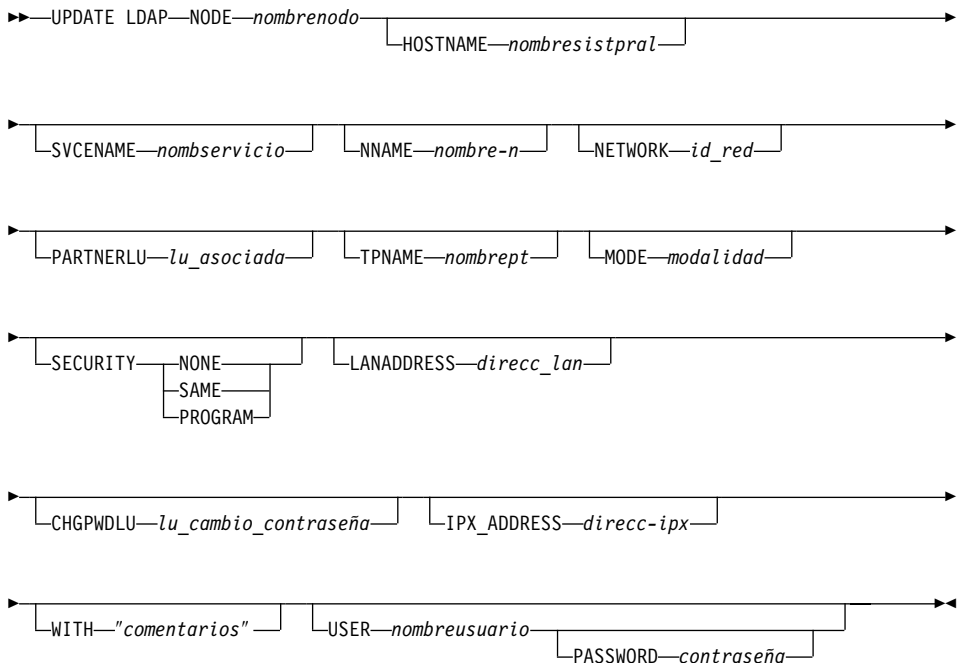 UPDATE LDAP NODE nombrenodo
HOSTNAME nombresistpral
SVCENAME nombservicio NNAME nombre-n NETWORK id_red
PARTNERLU lu_asociada TPNAME nombrept MODE modalidad
SECURITY NONE LANADDRESS direcc_lan
SAME
PROGRAM
CHGPWDLU lu_cambio_contraseña IPX_ADDRESS direcc-ipx
WITH "comentarios" USER nombreusuario
PASSWORD contraseña